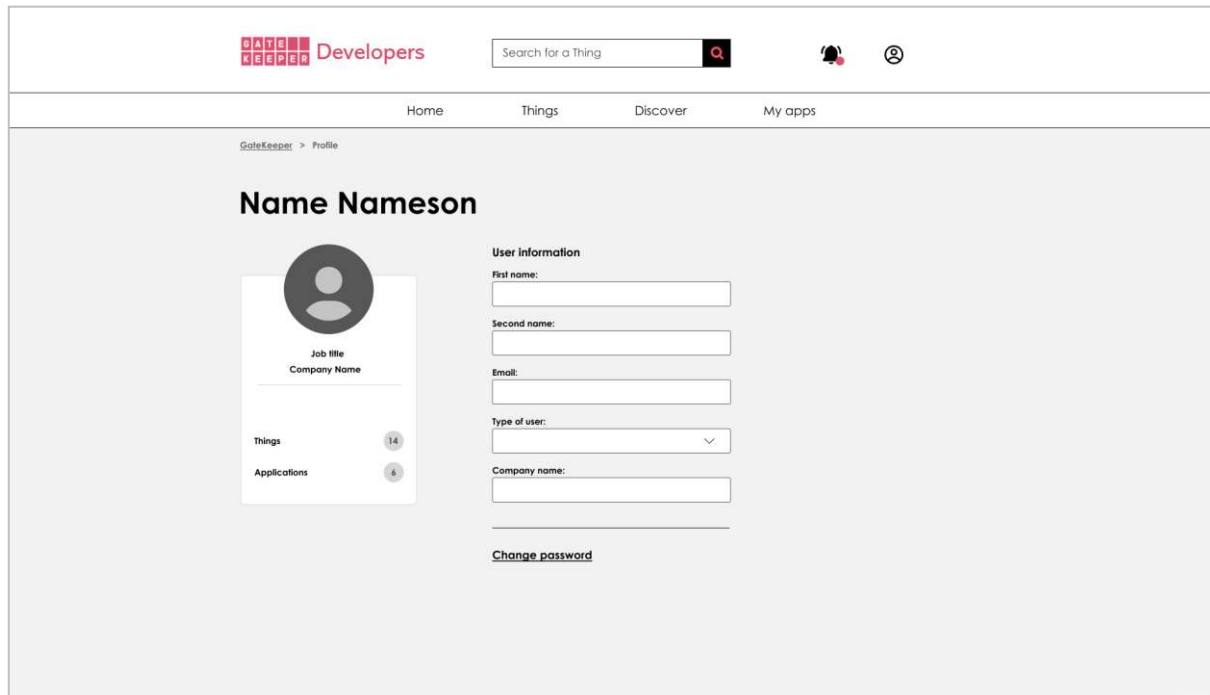 GATE
KEEPER
Developers
Search for a Thing
Home Things Discover My apps
GateKeeper > Profile
Name Nameson
Job title
Company Name
Things 14
Applications 6
User information
First name:
Second name:
Email:
Type of user:
Company name:
Change password